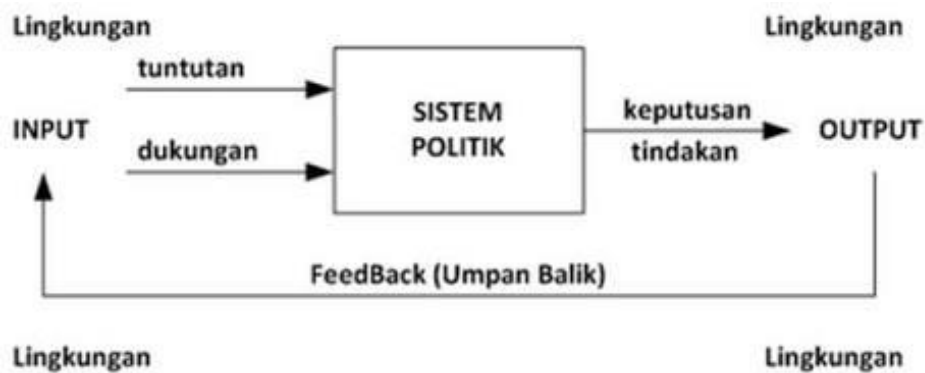 Lingkungan
Lingkungan
tuntutan
INPUT
dukungan
SISTEM
POLITIK
keputusan
tindakan
OUTPUT
FeedBack (Umpan Balik)
Lingkungan
Lingkungan